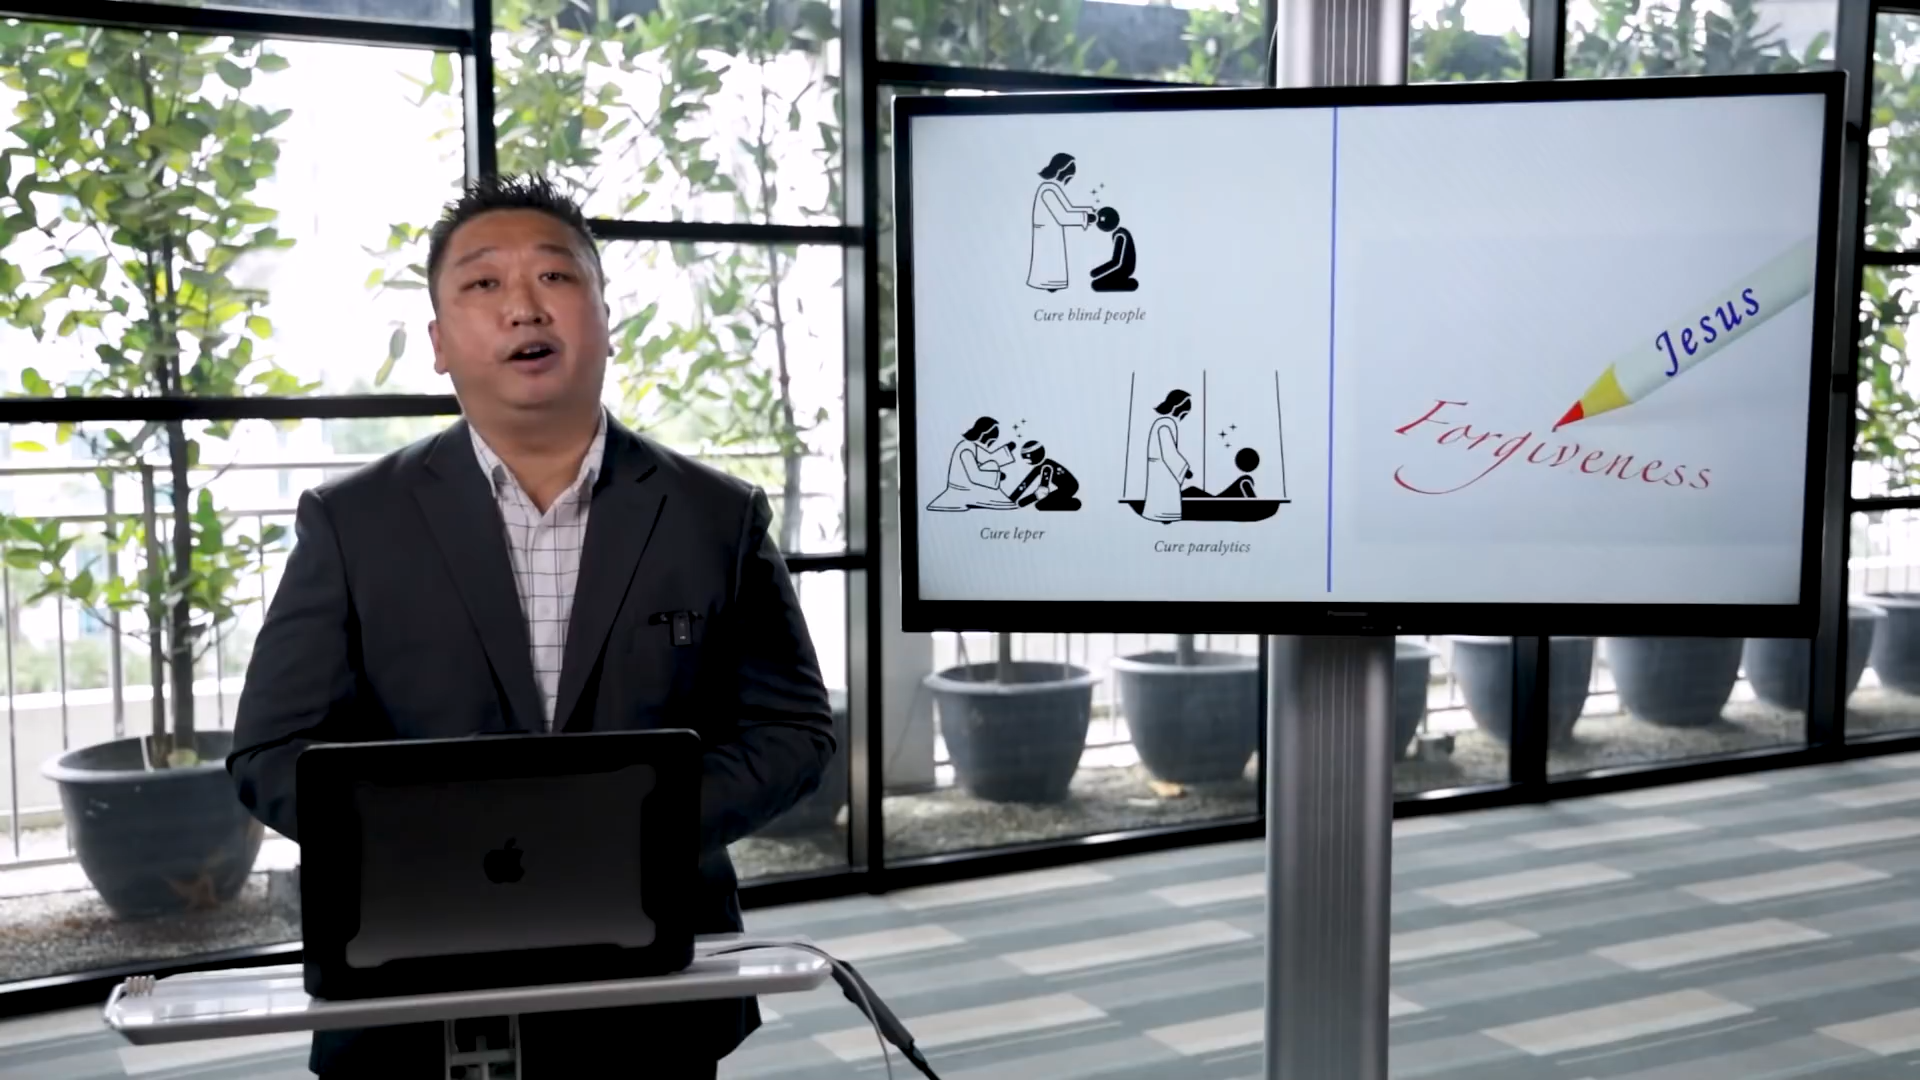 Cure blind people
Cure leper
Cure paralytics
Jesus
Forgiveness